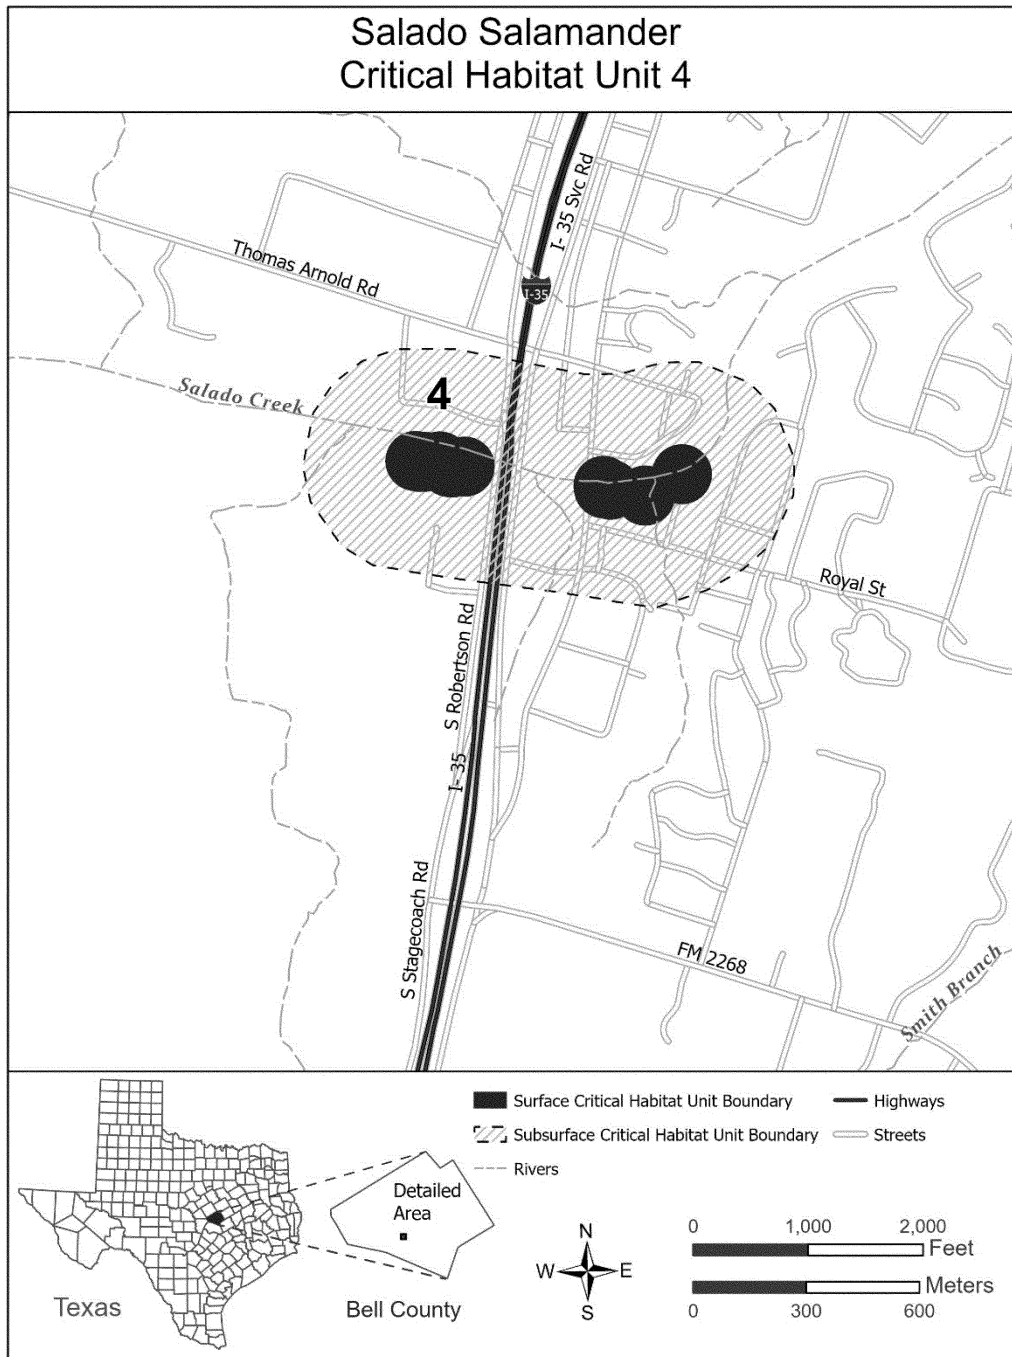 Salado Salamander
Critical Habitat Unit 4
I- 35 Svc Rd
Thomas Arnold Rd
I-35
Salado Creek
4
Royal St
S Robertson Rd
I- 35
S Stagecoach Rd
FM 2268
Smith Branch
Surface Critical Habitat Unit Boundary
Highways
Subsurface Critical Habitat Unit Boundary
Streets
Rivers
Detailed
Area
Texas
Bell County
N
W E
S
0 1,000 2,000
Feet
Meters
0 300 600